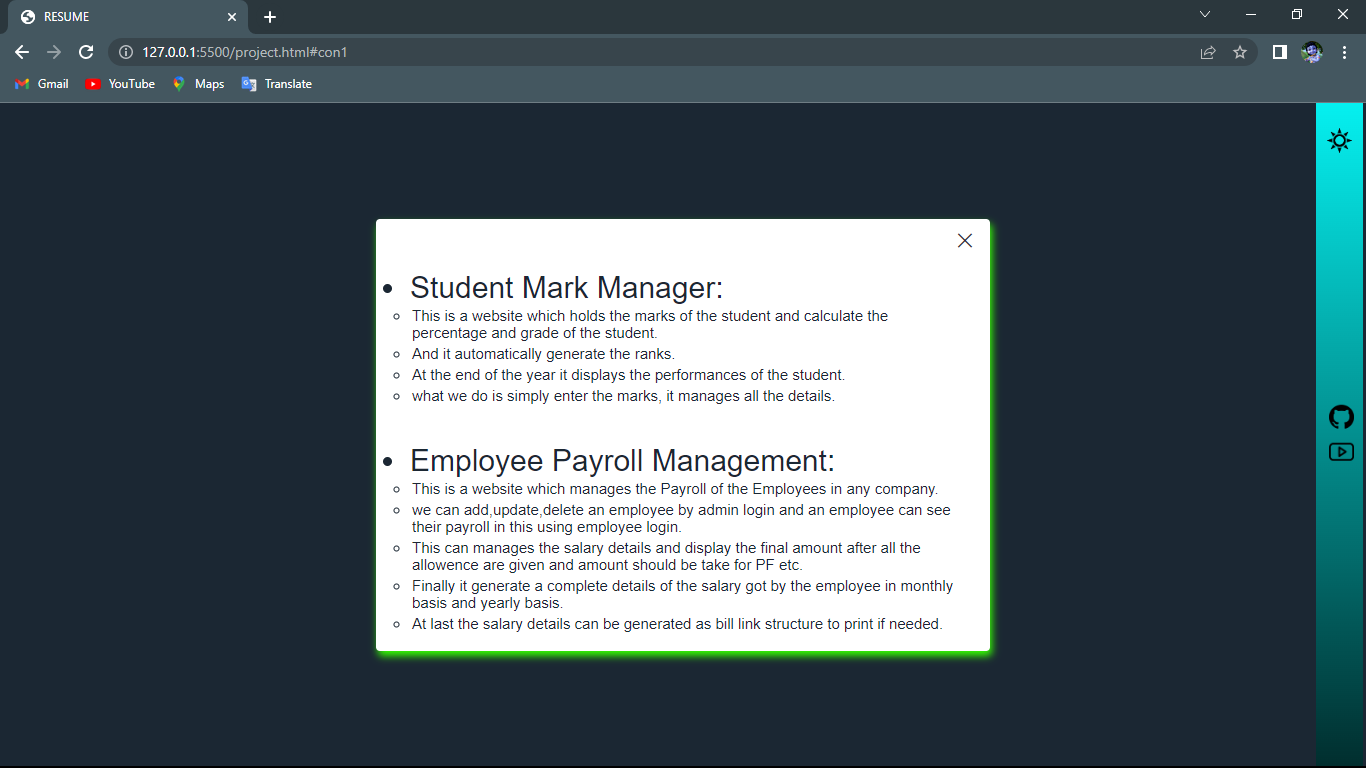 RESUME
127.0.0.1:5500/project.html#con1
Gmail YouTube Maps Translate
Student Mark Manager:
This is a website which holds the marks of the student and calculate the
percentage and grade of the student.
And it automatically generate the ranks.
At the end of the year it displays the performances of the student.
what we do is simply enter the marks, it manages all the details.
Employee Payroll Management:
This is a website which manages the Payroll of the Employees in any company.
we can add,update,delete an employee by admin login and an employee can see
their payroll in this using employee login.
This can manages the salary details and display the final amount after all the
allowence are given and amount should be take for PF etc.
Finally it generate a complete details of the salary got by the employee in monthly
basis and yearly basis.
At last the salary details can be generated as bill link structure to print if needed.